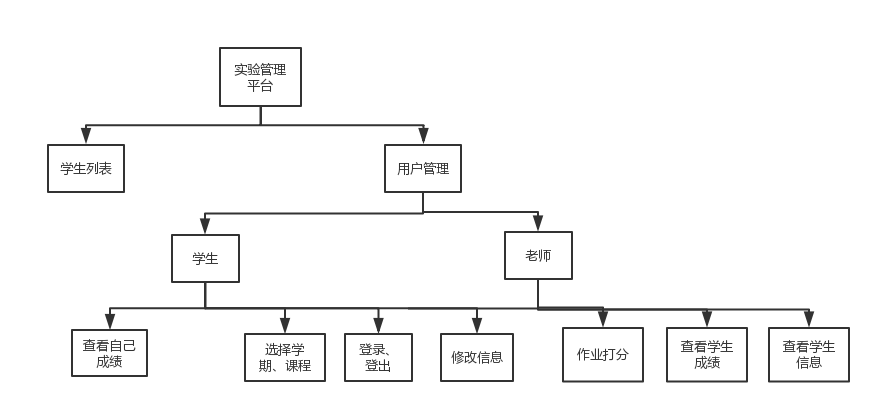 实验管理
平台
学生列表
用户管理
学生
老师
查看自己
成绩
选择学
期、课程
登录、
登出
修改信息
作业打分
查看学生
成绩
查看学生
信息